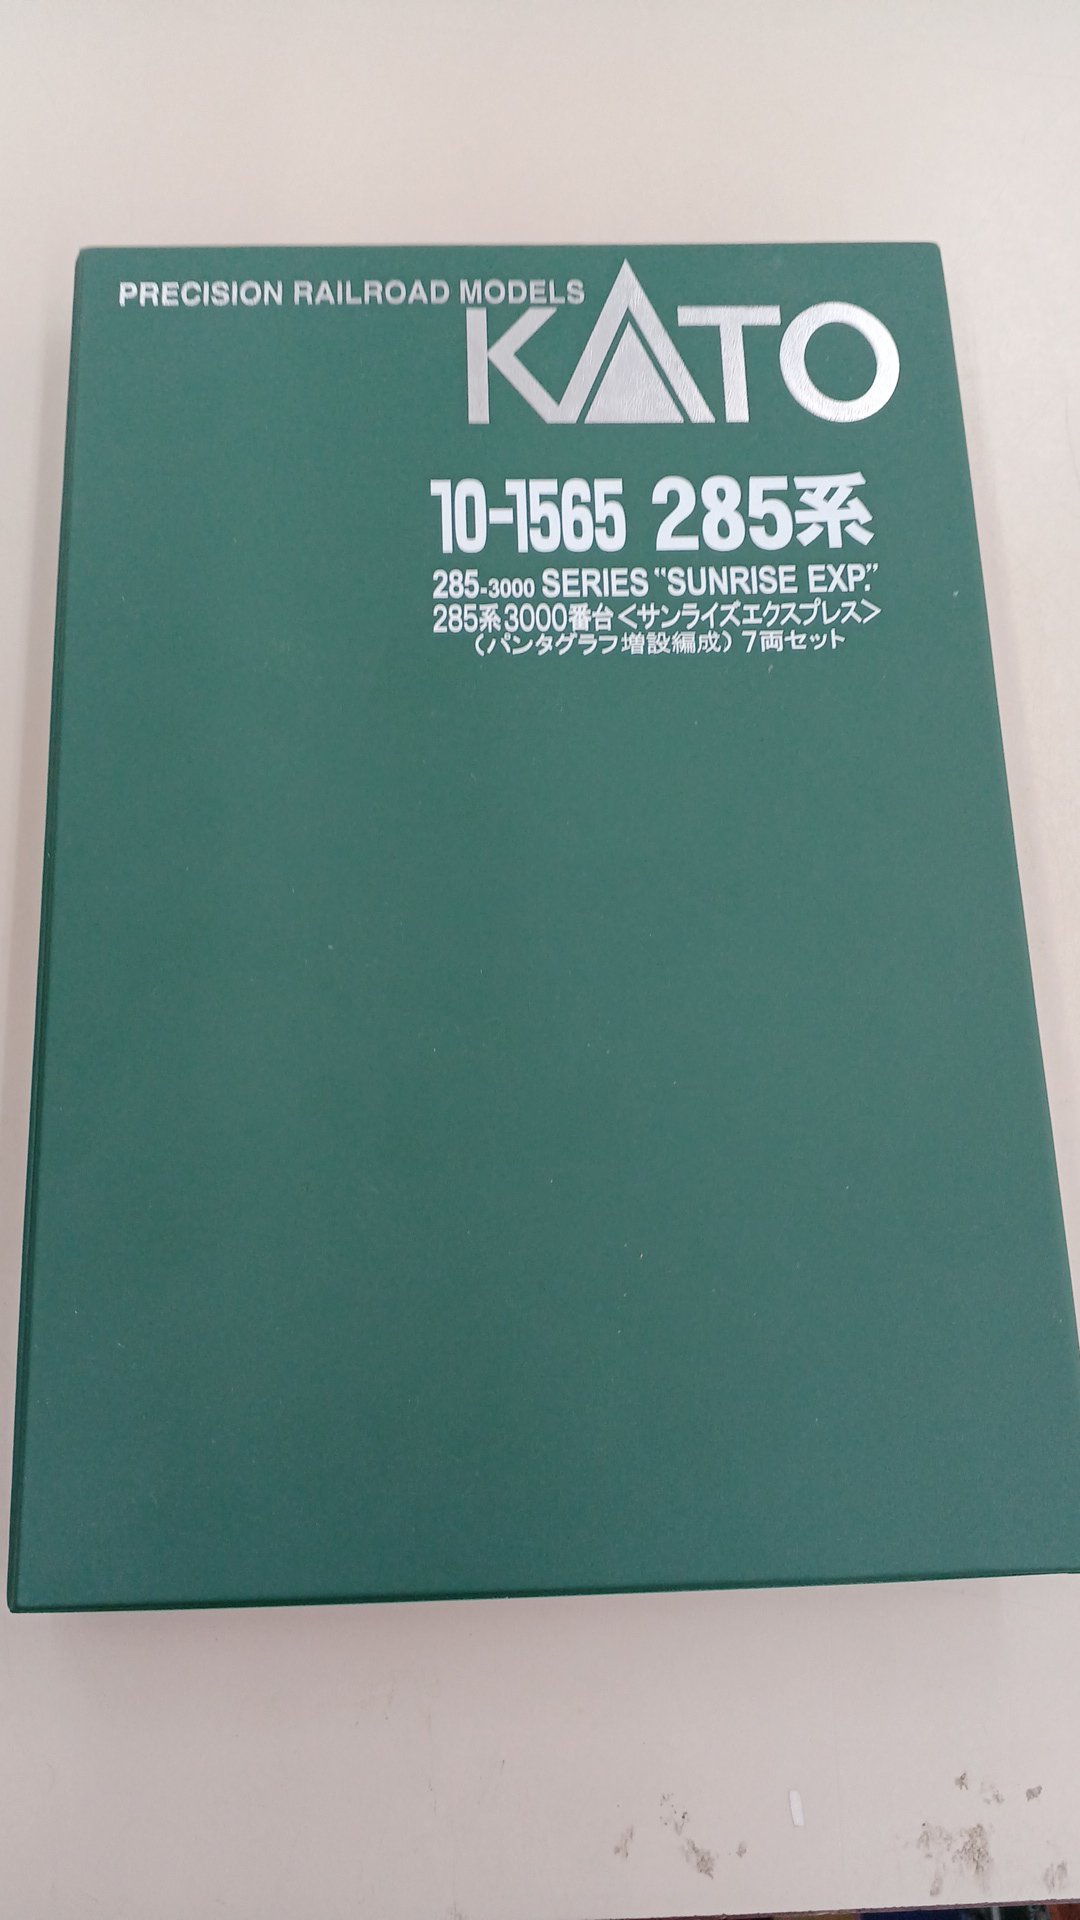 PRECISION RAILROAD MODELS
KATO
10-1565 285系
285-3000 SERIES “SUNRISE EXP.”
285系3000番台<サンライズエクスプレス>
(パンタグラフ増設編成) 7両セット